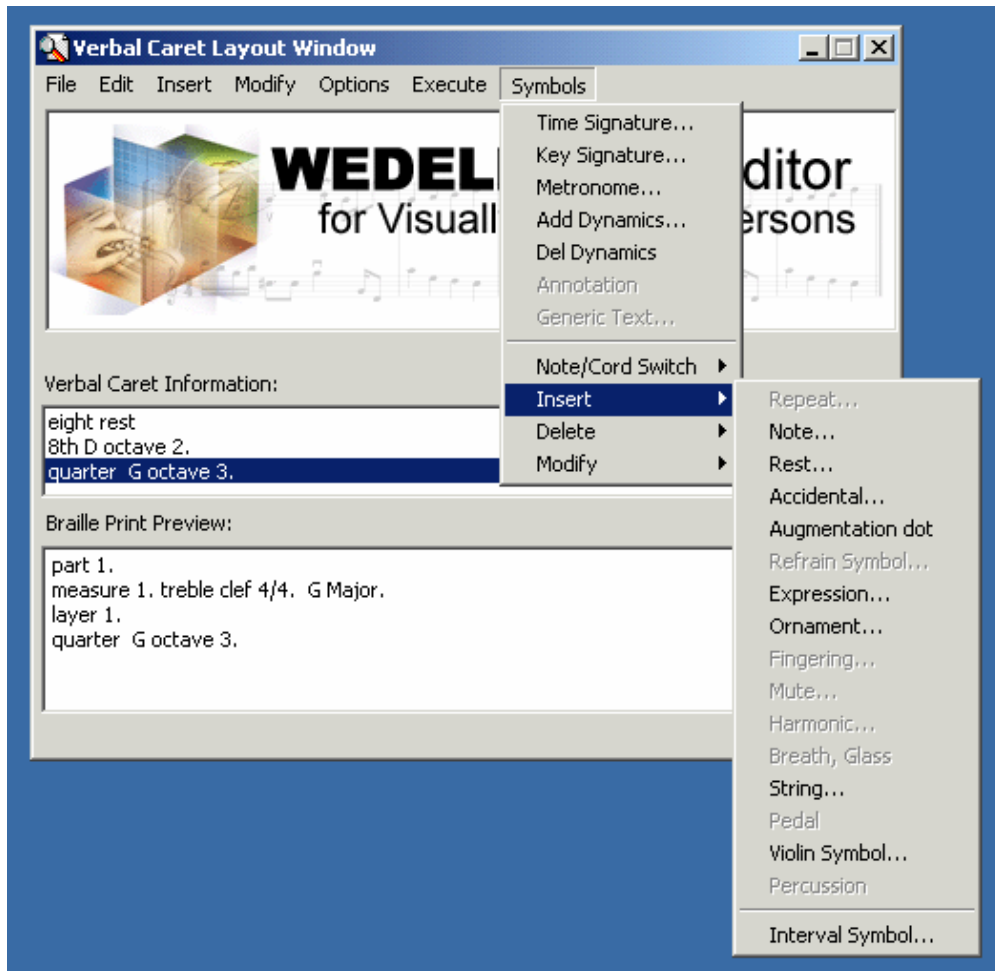 Verbal Caret Layout Window
File Edit Insert Modify Options Execute Symbols
WEDEL ditor
for Visuall ersons
Time Signature...
Key Signature...
Metronome...
Add Dynamics...
Del Dynamics
Annotation
Generic Text...
Note/Cord Switch
Insert
Delete
Modify
Repeat...
Note...
Rest...
Accidental...
Augmentation dot
Refrain Symbol...
Expression...
Ornament...
Fingering...
Mute...
Harmonic...
Breath, Glass
String...
Pedal
Violin Symbol...
Percussion
Interval Symbol...
Verbal Caret Information:
eight rest
8th D octave 2.
quarter G octave 3.
Braille Print Preview:
part 1.
measure 1. treble clef 4/4. G Major.
layer 1.
quarter G octave 3.